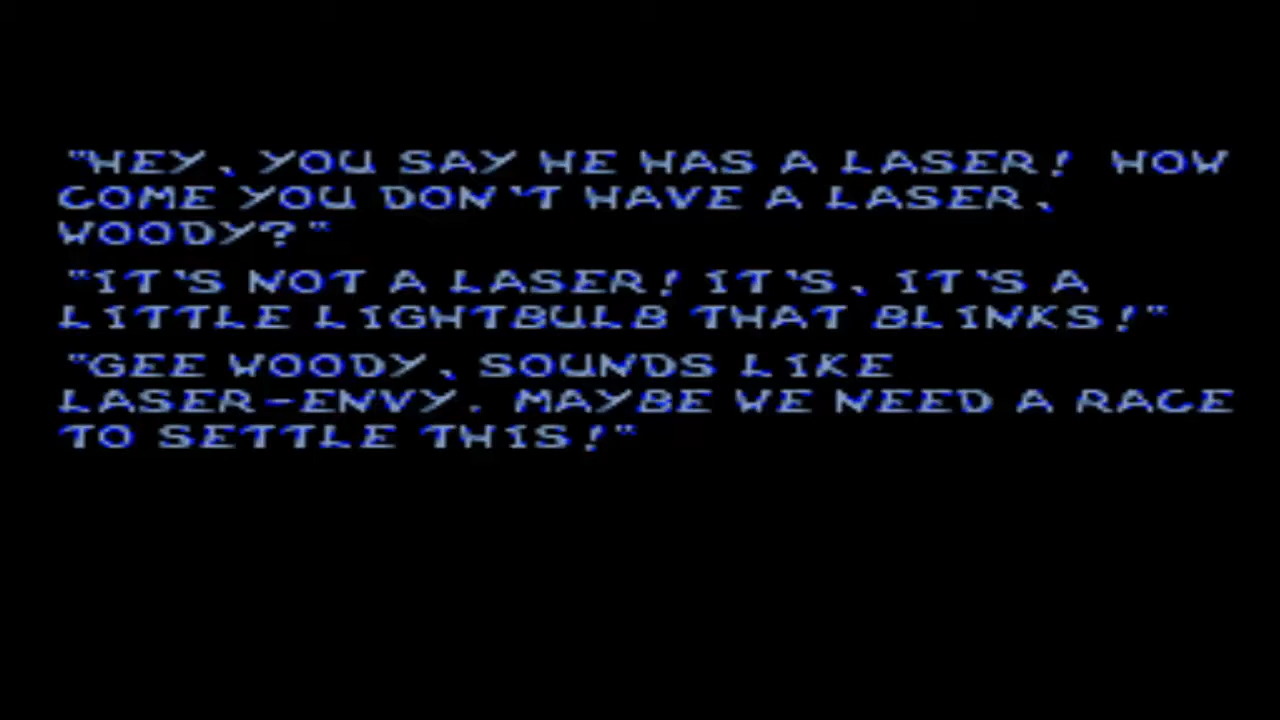 "HEY, YOU SAY HE HAS A LASER! HOW
COME YOU DON'T HAVE A LASER,
WOODY?"
"IT'S NOT A LASER! IT'S, IT'S A
LITTLE LIGHTBULB THAT BLINKS!"
"GEE WOODY, SOUNDS LIKE
LASER-ENVY. MAYBE WE NEED A RACE
TO SETTLE THIS!"